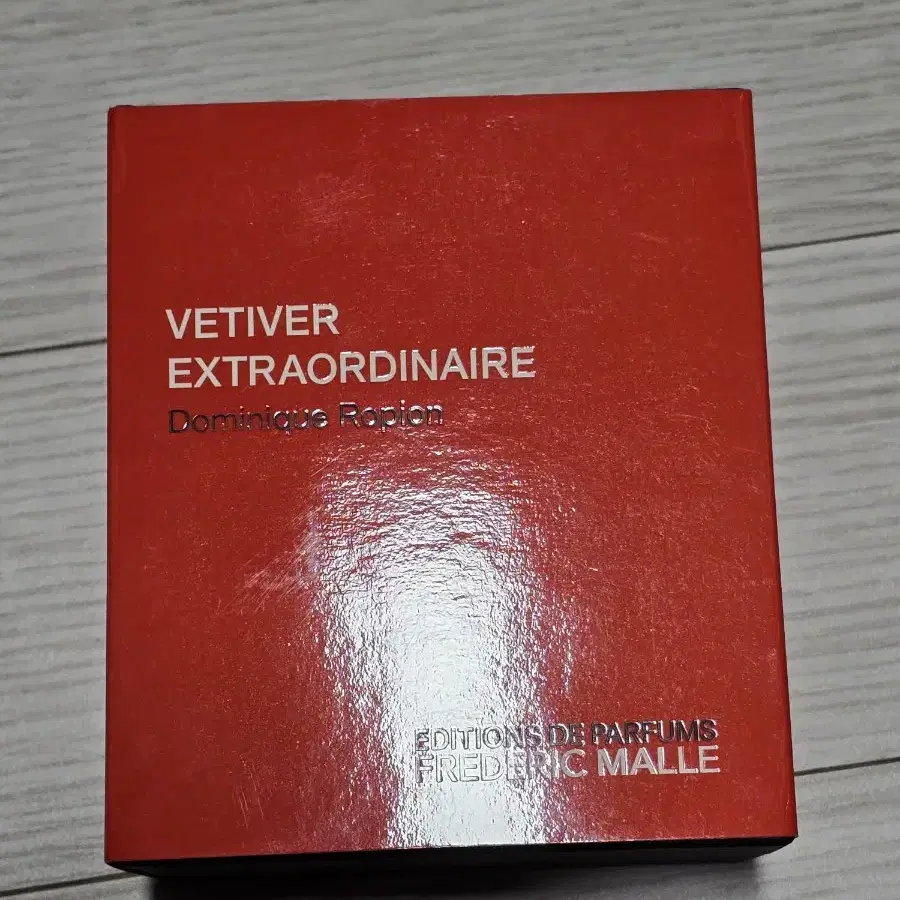 VETIVER
EXTRAORDINAIRE
Dominique Ropion
EDITIONS DE PARFUMS
FREDERIC MALLE